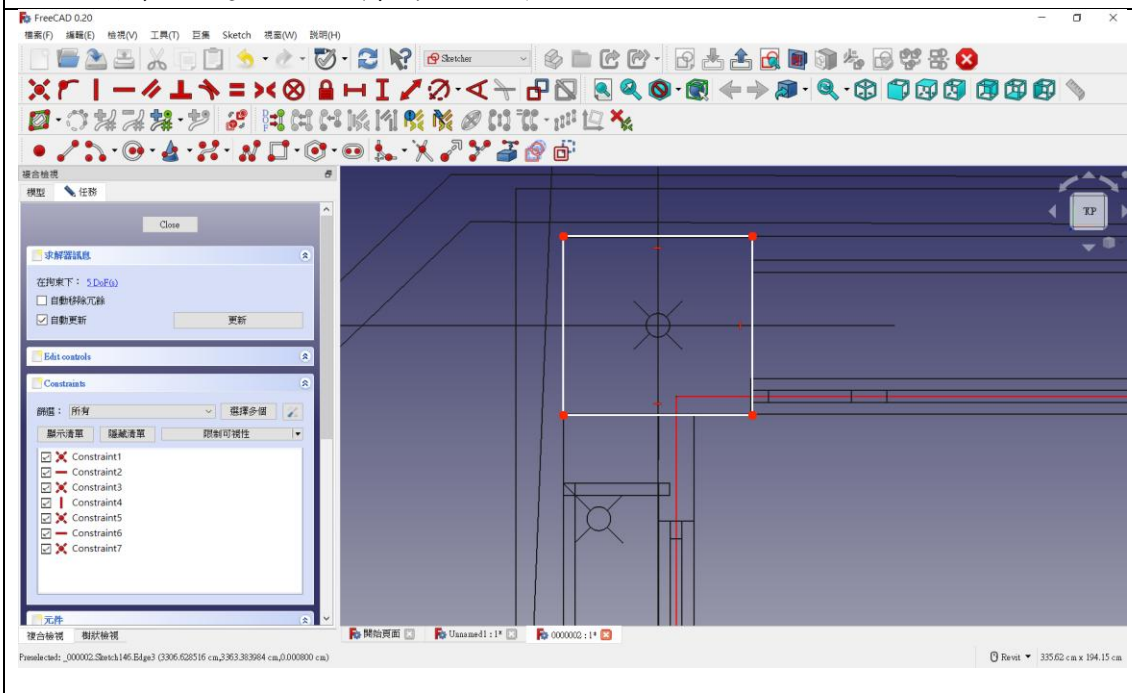 FreeCAD 0.20
檔案(F) 編輯(E) 檢視(V) 工具(T) 巨集 Sketch 視窗(W) 說明(H)
Sketcher
複合檢視
模型 任務
Close
求解器訊息
在拘束下: 5 DoF(s)
自動移除冗餘
自動更新 更新
Edit controls
Constraints
篩選: 所有 選擇多個
顯示清單 隱藏清單 限制可視性
Constraint1
Constraint2
Constraint3
Constraint4
Constraint5
Constraint6
Constraint7
元件
複合檢視 樹狀檢視
開始頁面 Unnamed1 : 1* 0000002 : 1*
Preselected: _000002.Sketch146.Edge3 (3306.628516 cm,3363.383984 cm,0.000800 cm)
Revit 335.62 cm x 194.15 cm
TOP